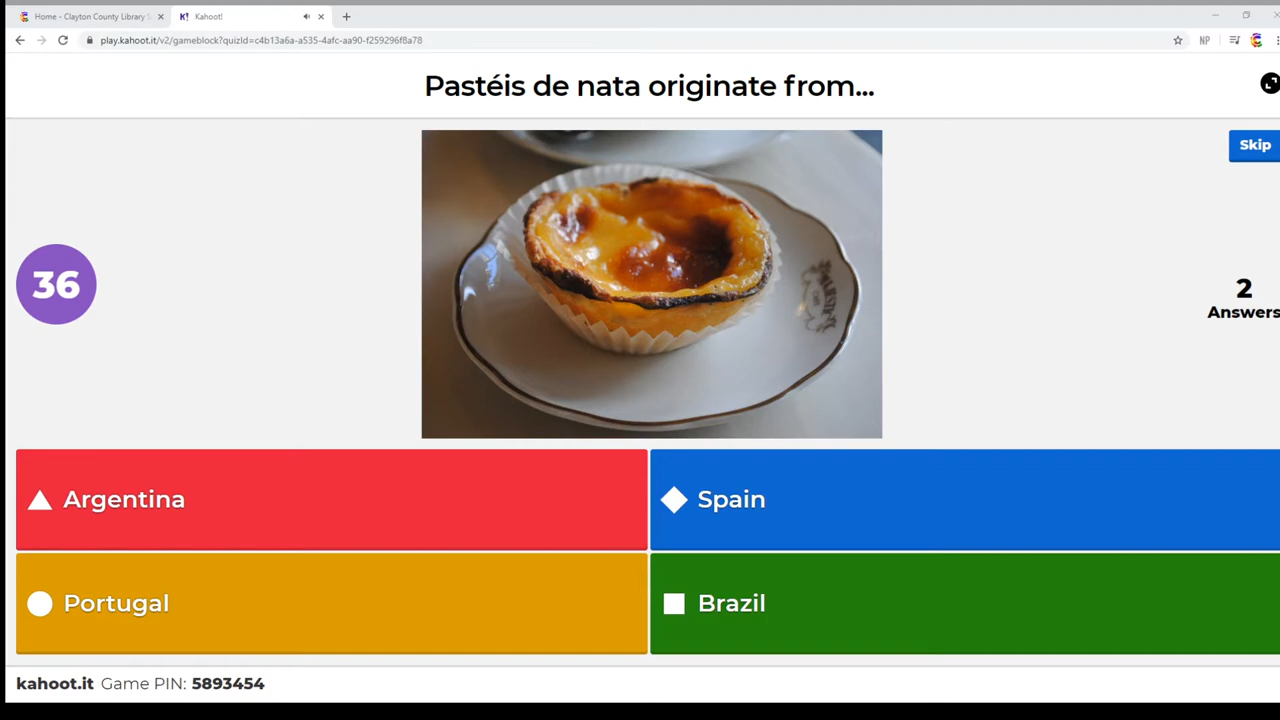 Home - Clayton County Library S
Kahoot!
play.kahoot.it/v2/gameblock?quizId=c4b13a6a-a535-4afc-aa90-f259296f8a78
NP
Pastéis de nata originate from...
Skip
36
2
Answers
Argentina
Spain
Portugal
Brazil
kahoot.it Game PIN: 5893454